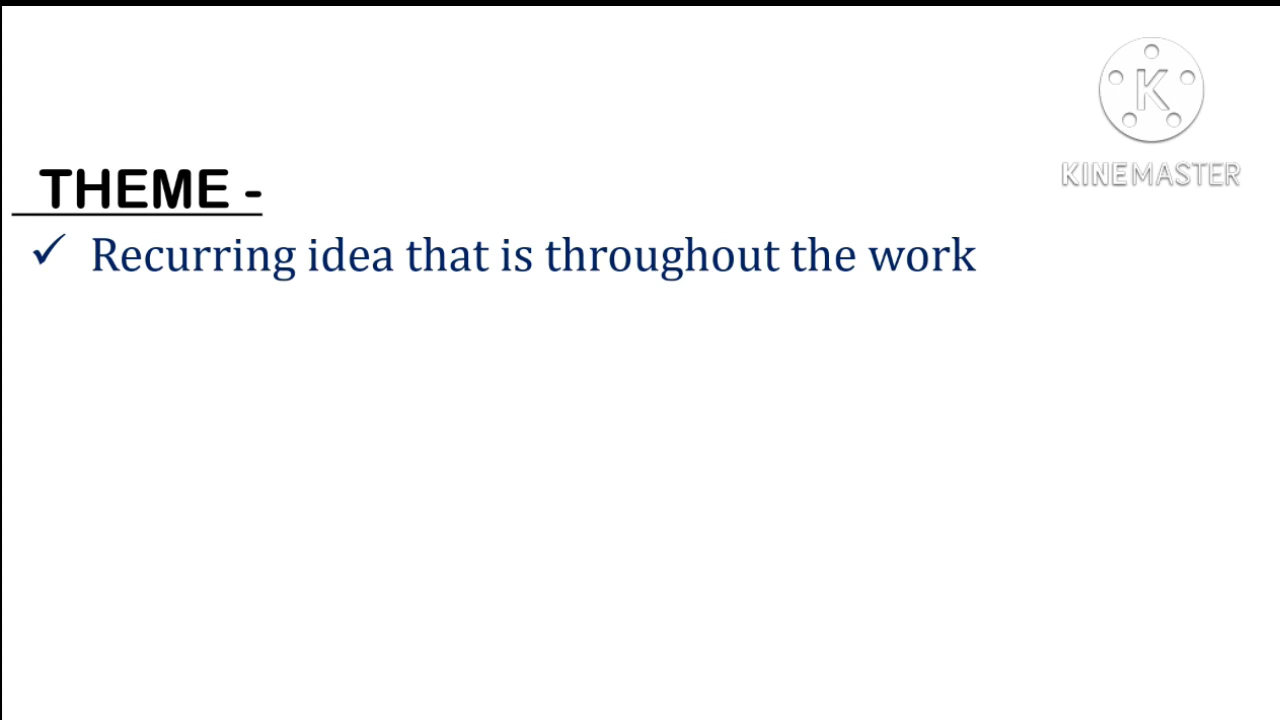 K
KINEMASTER
THEME -
✓ Recurring idea that is throughout the work